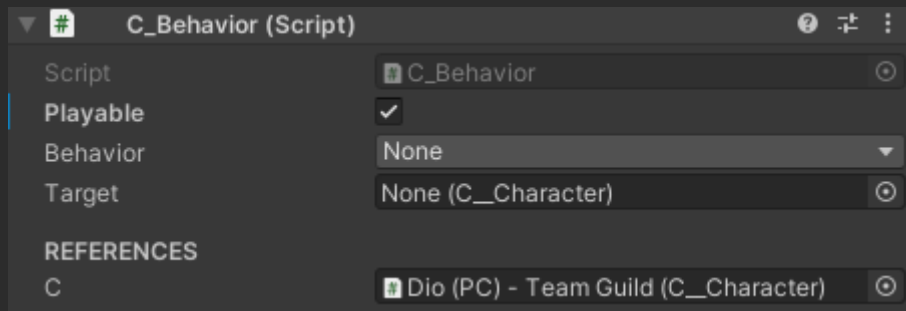 C_Behavior (Script)
Script C_Behavior
Playable
Behavior None
Target None (C__Character)
REFERENCES
C Dio (PC) - Team Guild (C__Character)